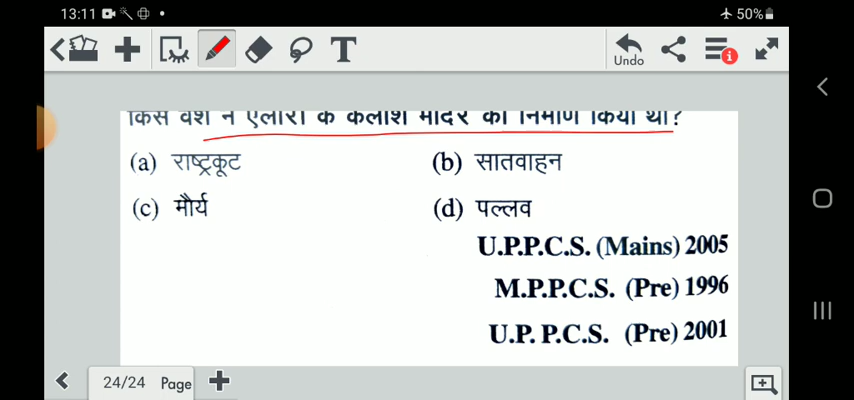 13:11
50%
T
Undo
किस वंश ने एलोरा के कैलाश मंदिर का निर्माण किया था?
(a) राष्ट्रकूट (b) सातवाहन
(c) मौर्य (d) पल्लव
U.P.P.C.S. (Mains) 2005
M.P.P.C.S. (Pre) 1996
U.P. P.C.S. (Pre) 2001
24/24 Page